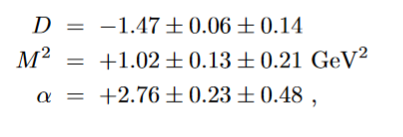 D = −1.47 ± 0.06 ± 0.14
M² = +1.02 ± 0.13 ± 0.21 GeV²
α = +2.76 ± 0.23 ± 0.48 ,